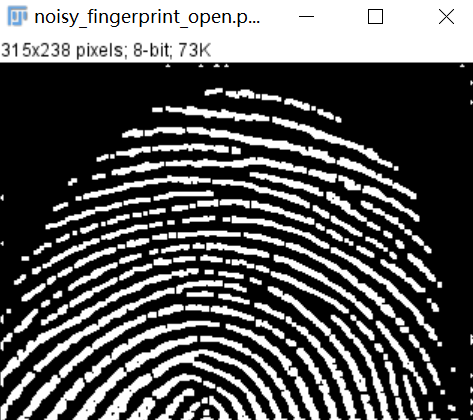 noisy_fingerprint_open.p...
315x238 pixels; 8-bit; 73K